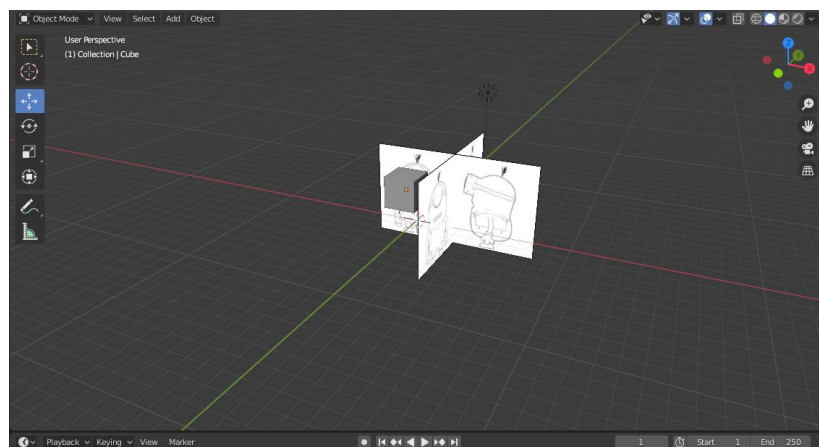 Object Mode View Select Add Object
User Perspective
(1) Collection | Cube
Z
Y
X
Playback Keying View Marker 1 Start 1 End 250